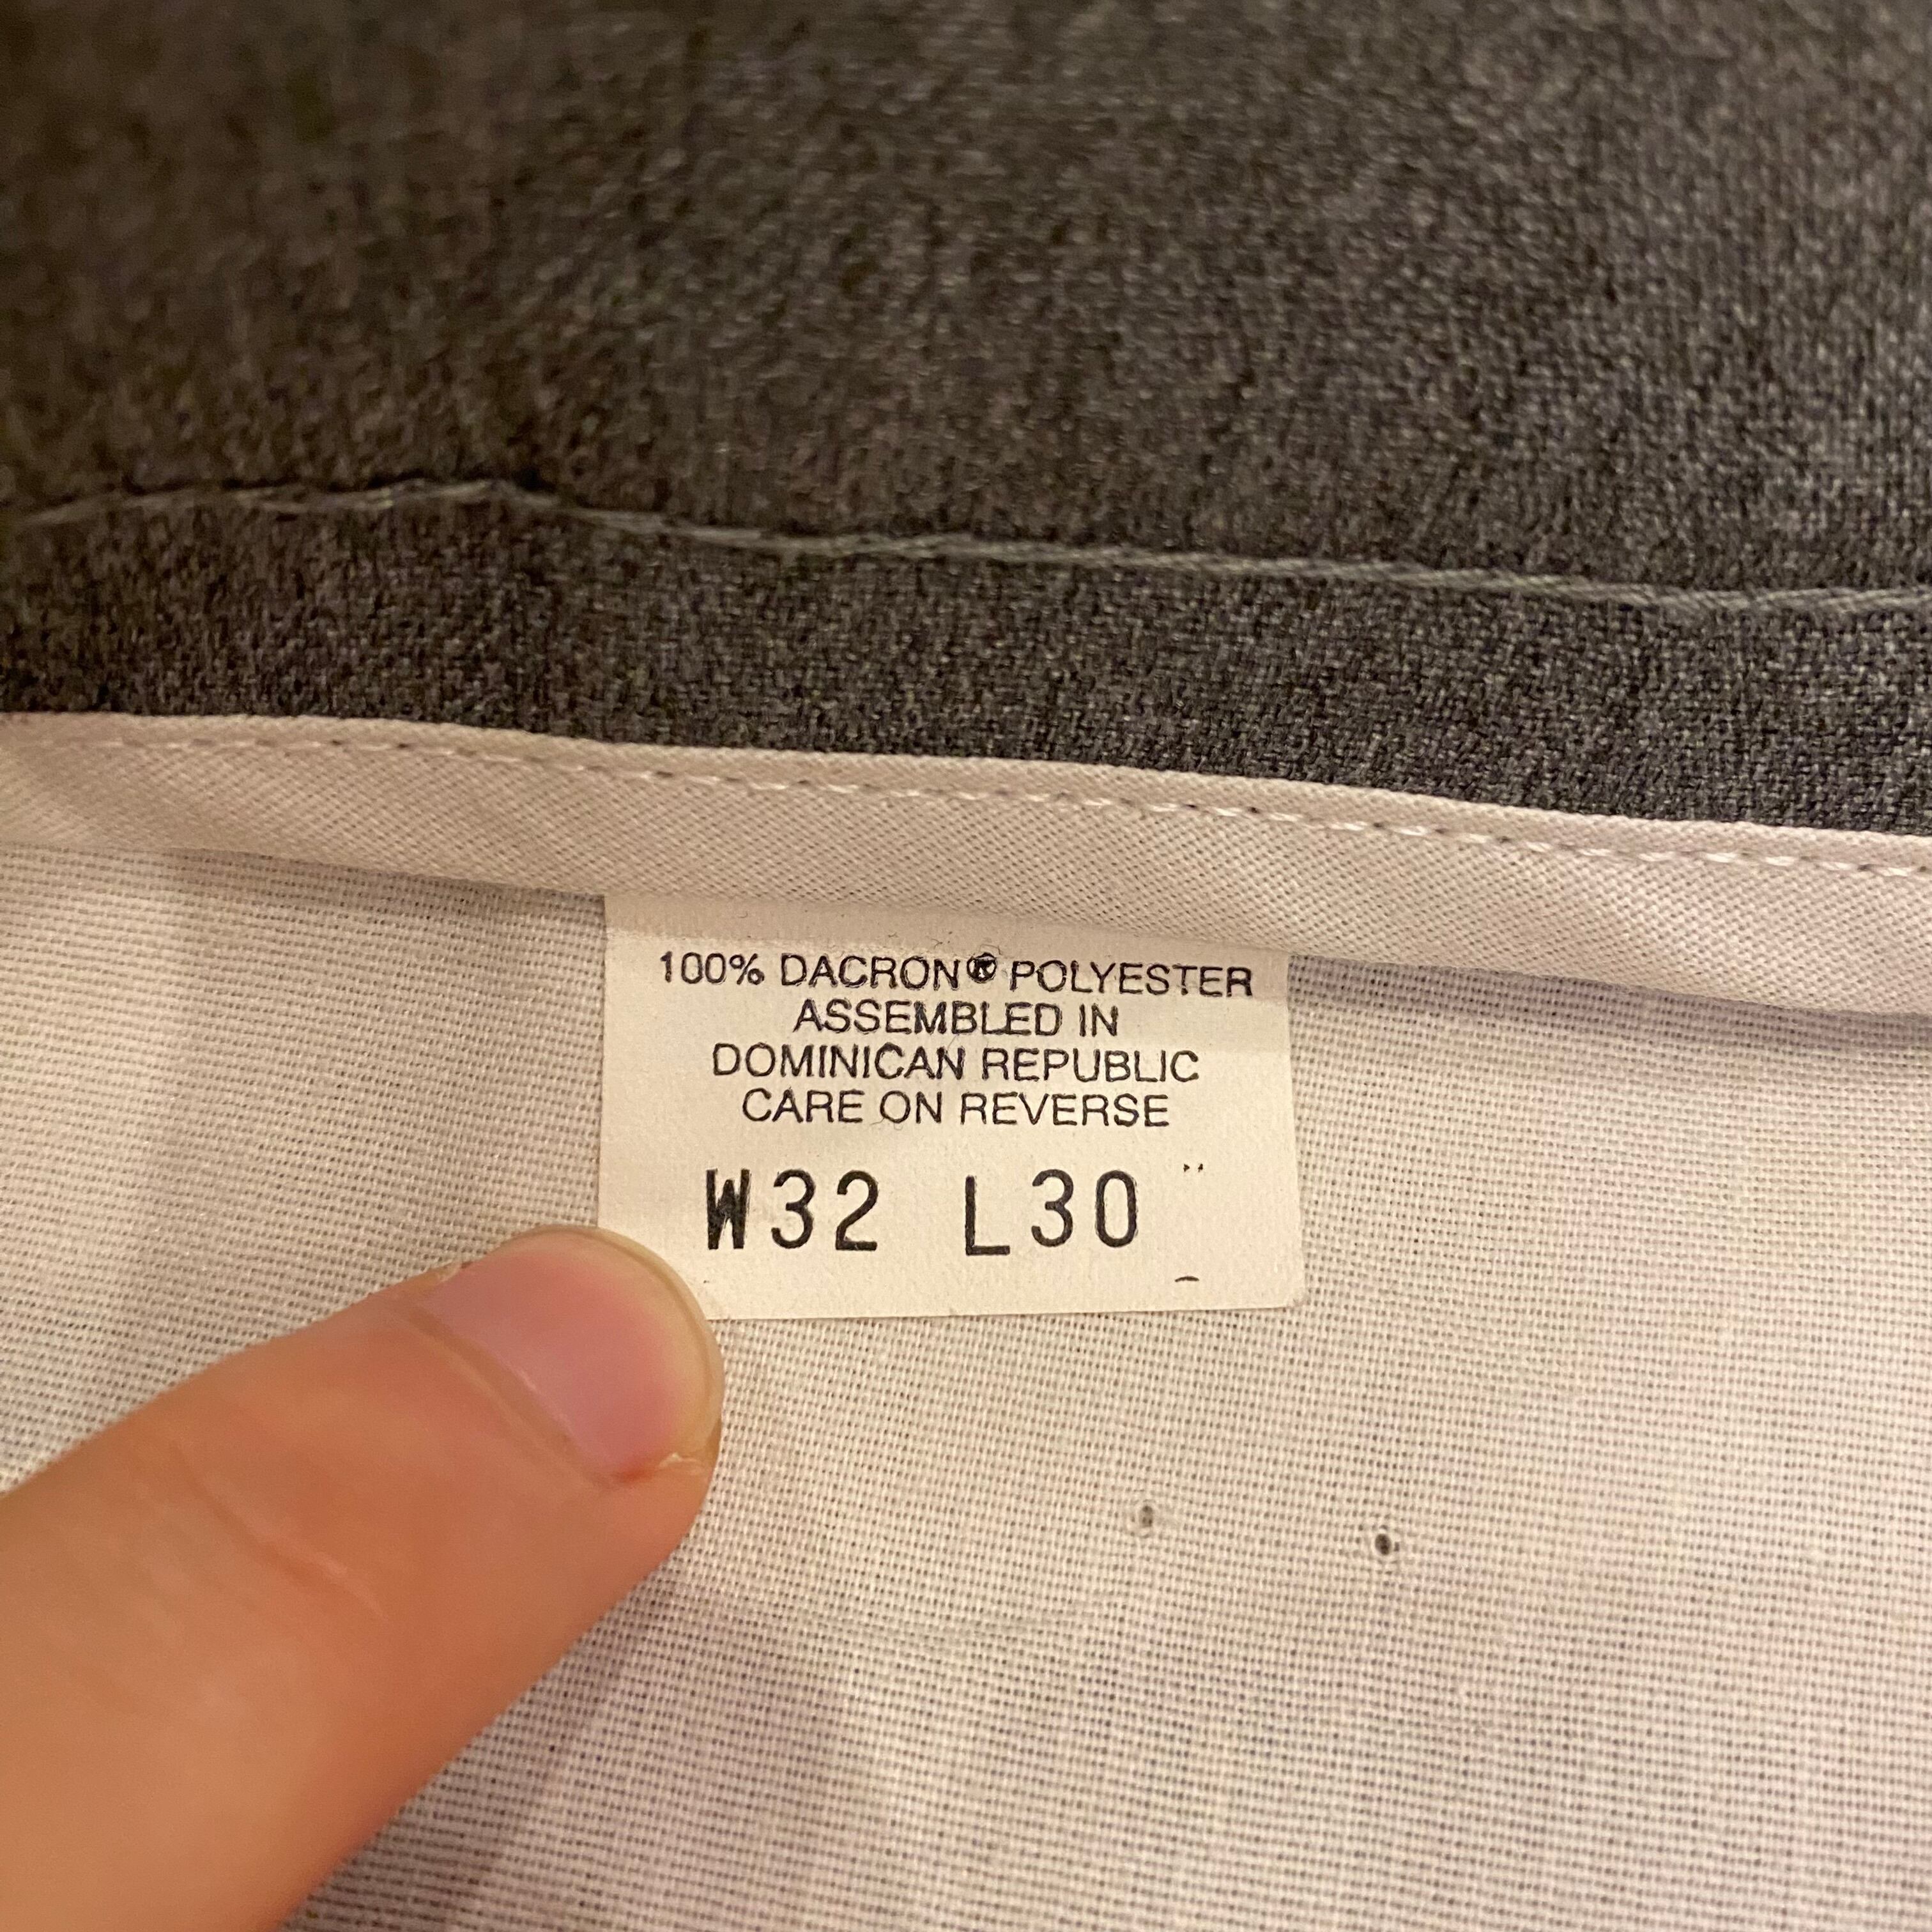 100% DACRON® POLYESTER
ASSEMBLED IN
DOMINICAN REPUBLIC
CARE ON REVERSE
W32 L30